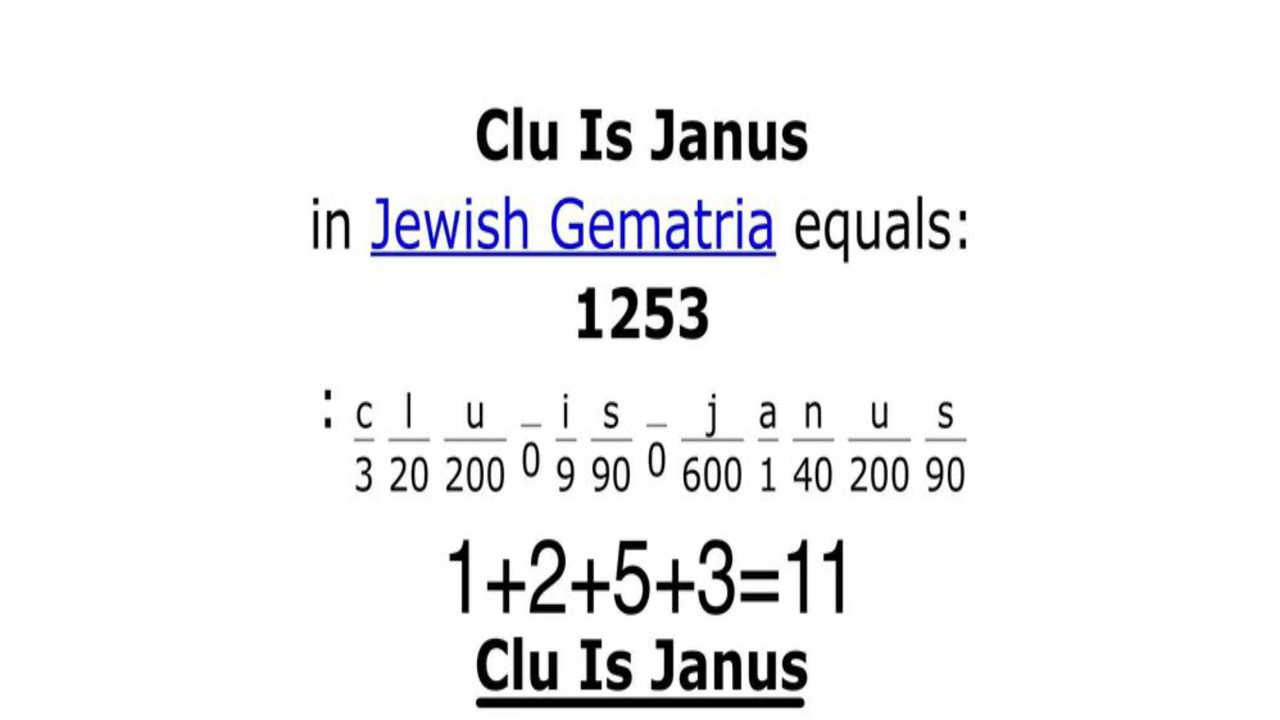 Clu Is Janus
in Jewish Gematria equals:
1253
: c l u _ i s _ j a n u s
3 20 200 0 9 90 0 600 1 40 200 90
1+2+5+3=11
Clu Is Janus